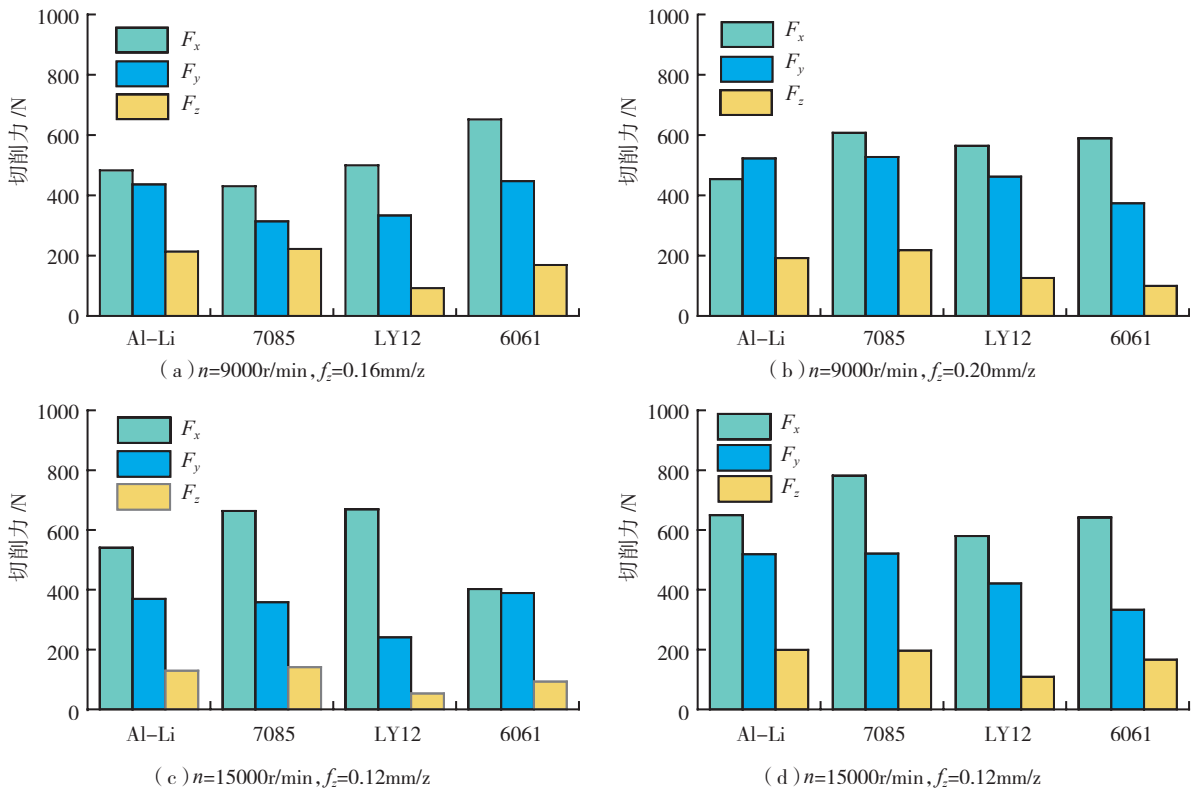 1000
800
600
400
200
0
切削力 /N
Fx
Fy
Fz
Al-Li 7085 LY12 6061
(a) n=9000r/min, fz=0.16mm/z
1000
800
600
400
200
0
切削力 /N
Fx
Fy
Fz
Al-Li 7085 LY12 6061
(b) n=9000r/min, fz=0.20mm/z
1000
800
600
400
200
0
切削力 /N
Fx
Fy
Fz
Al-Li 7085 LY12 6061
(c) n=15000r/min, fz=0.12mm/z
1000
800
600
400
200
0
切削力 /N
Fx
Fy
Fz
Al-Li 7085 LY12 6061
(d) n=15000r/min, fz=0.12mm/z